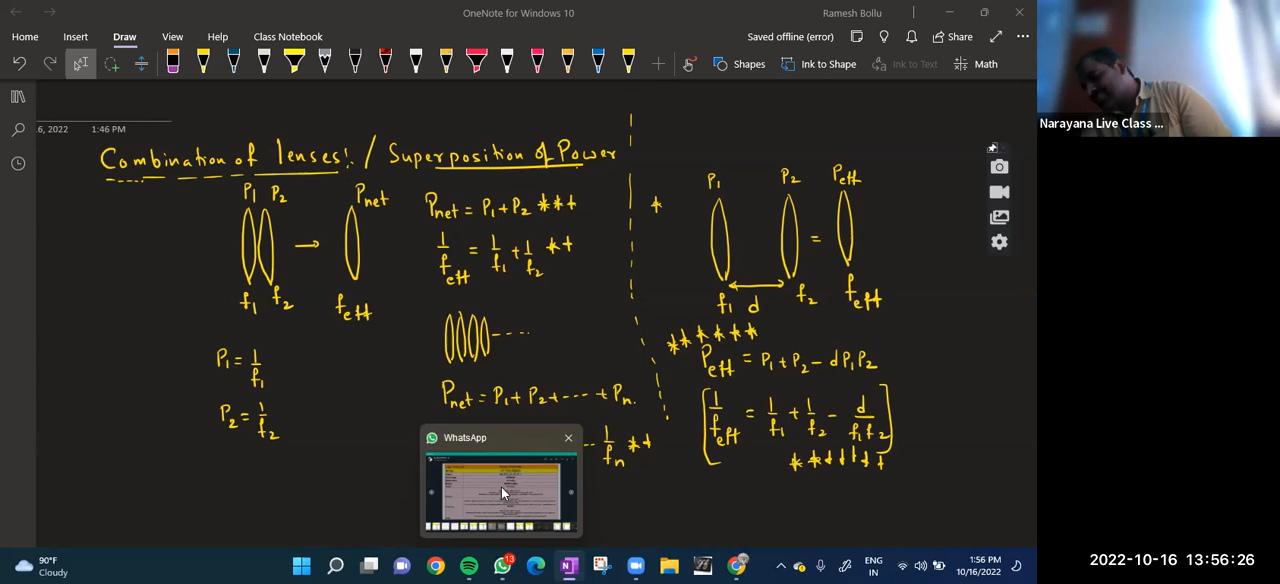 OneNote for Windows 10
Ramesh Bollu
Home Insert Draw View Help Class Notebook
Saved offline (error)
Share
Shapes
Ink to Shape
Ink to Text
Math
Narayana Live Class ...
16, 2022 1:46 PM
Combination of lenses! / Superposition of Power
P1 P2
Pnet
f1 f2
feff
P1 = 1/f1
P2 = 1/f2
Pnet = P1 + P2 ***
1/feff = 1/f1 + 1/f2 **
- - - -
Pnet = P1 + P2 + - - - - + Pn.
- - 1/fn **
*
P1 P2 Peff
=
f1 d f2 feff
******
Peff = P1 + P2 - dP1P2
[1/feff = 1/f1 + 1/f2 - d/f1f2]
******
WhatsApp
90°F
Cloudy
13
ENG
IN
1:56 PM
10/16/2022
2022-10-16 13:56:26